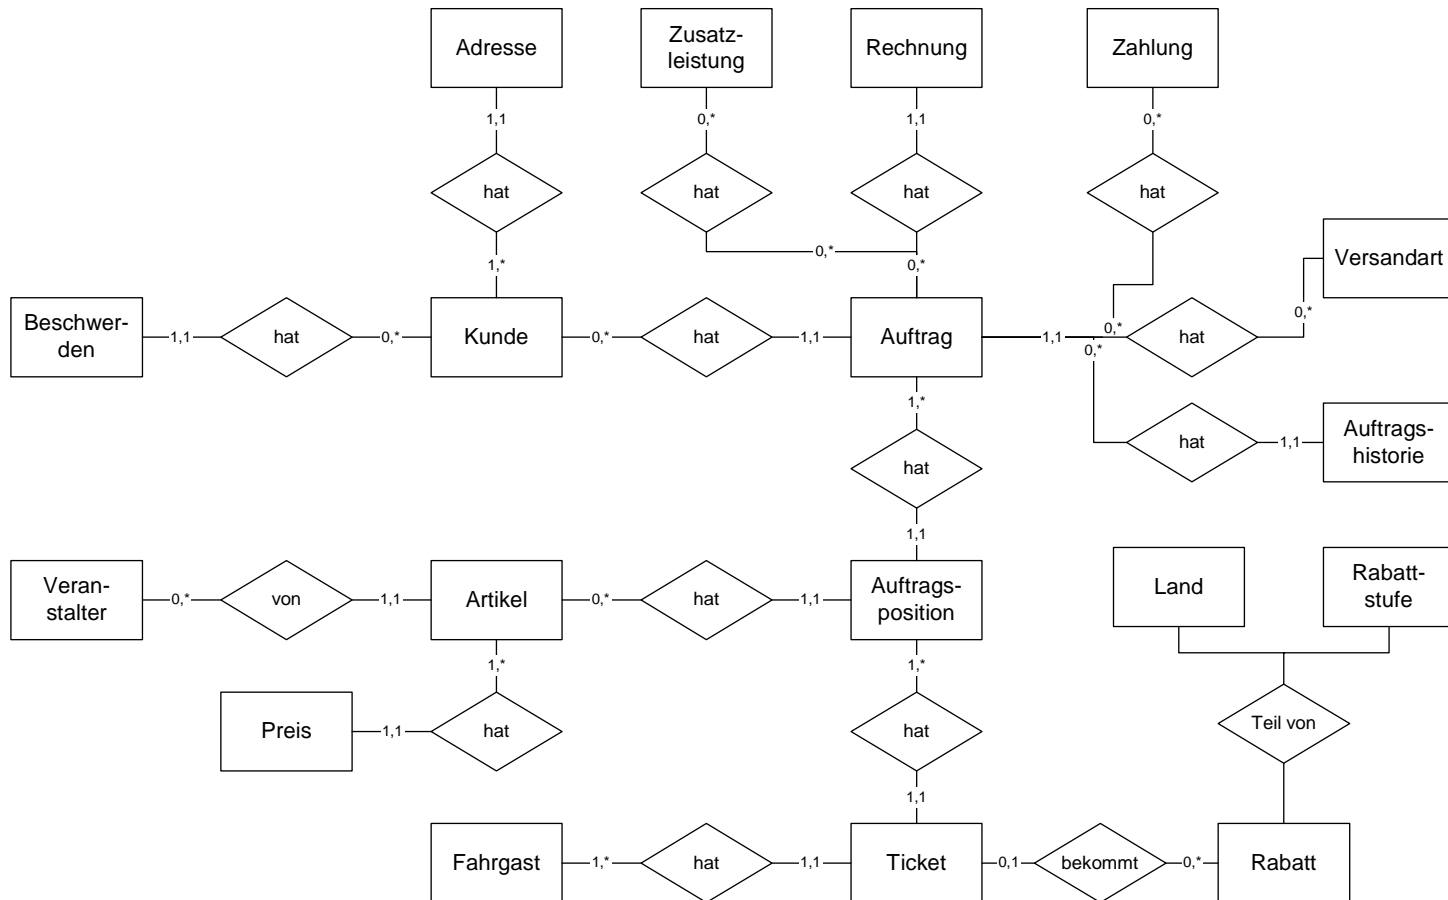 Adresse
Zusatz-
leistung
Rechnung
Zahlung
1,1
0,*
1,1
0,*
hat
hat
hat
hat
1,*
0,*
0,*
Versandart
Beschwer-
den
1,1
hat
0,*
Kunde
0,*
hat
1,1
Auftrag
1,1
0,*
0,*
hat
0,*
1,*
hat
1,1
hat
1,1
Auftrags-
historie
Veran-
stalter
0,*
von
1,1
Artikel
0,*
hat
1,1
Auftrags-
position
Land
Rabatt-
stufe
1,*
1,*
Preis
1,1
hat
hat
Teil von
1,1
Fahrgast
1,*
hat
1,1
Ticket
0,1
bekommt
0,*
Rabatt